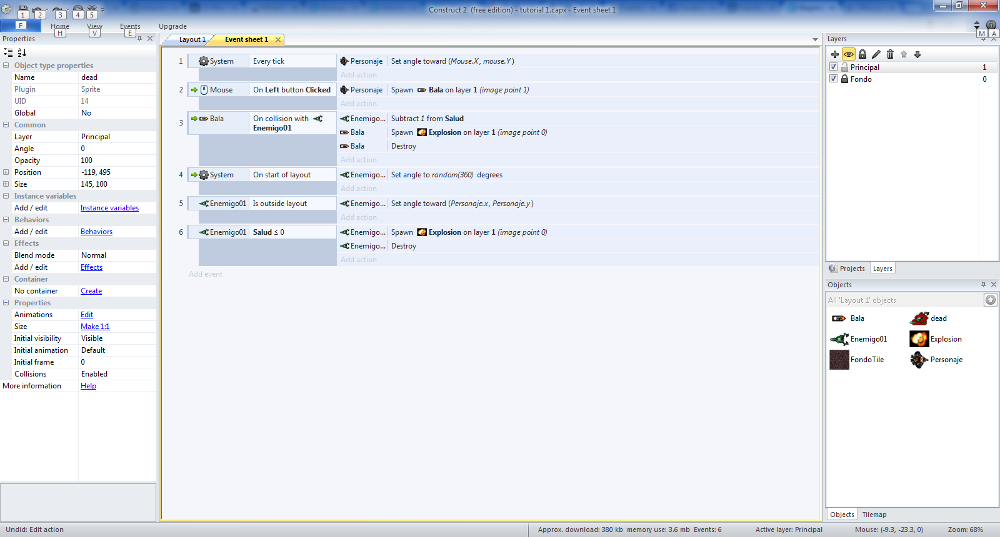 Construct 2 (free edition) - tutorial 1.capx - Event sheet 1
1 2 3 4 5
F Home View Events Upgrade
H V E M A
Properties
Object type properties
Name dead
Plugin Sprite
UID 14
Global No
Common
Layer Principal
Angle 0
Opacity 100
Position -119, 495
Size 145, 100
Instance variables
Add / edit Instance variables
Behaviors
Add / edit Behaviors
Effects
Blend mode Normal
Add / edit Effects
Container
No container Create
Properties
Animations Edit
Size Make 1:1
Initial visibility Visible
Initial animation Default
Initial frame 0
Collisions Enabled
More information Help
Layout 1 Event sheet 1
1 System Every tick Personaje Set angle toward (Mouse.X, mouse.Y)
Add action
2 Mouse On Left button Clicked Personaje Spawn Bala on layer 1 (image point 1)
Add action
3 Bala On collision with Enemigo01 Enemigo... Subtract 1 from Salud
Bala Spawn Explosion on layer 1 (image point 0)
Bala Destroy
Add action
4 System On start of layout Enemigo... Set angle to random(360) degrees
Add action
5 Enemigo01 Is outside layout Enemigo... Set angle toward (Personaje.x, Personaje.y)
Add action
6 Enemigo01 Salud ≤ 0 Enemigo... Spawn Explosion on layer 1 (image point 0)
Enemigo... Destroy
Add action
Add event
Layers
Principal 1
Fondo 0
Projects Layers
Objects
All 'Layout 1' objects
Bala dead
Enemigo01 Explosion
FondoTile Personaje
Objects Tilemap
Undid: Edit action Approx. download: 380 kb memory use: 3.6 mb Events: 6 Active layer: Principal Mouse: (-9.3, -23.3, 0) Zoom: 68%